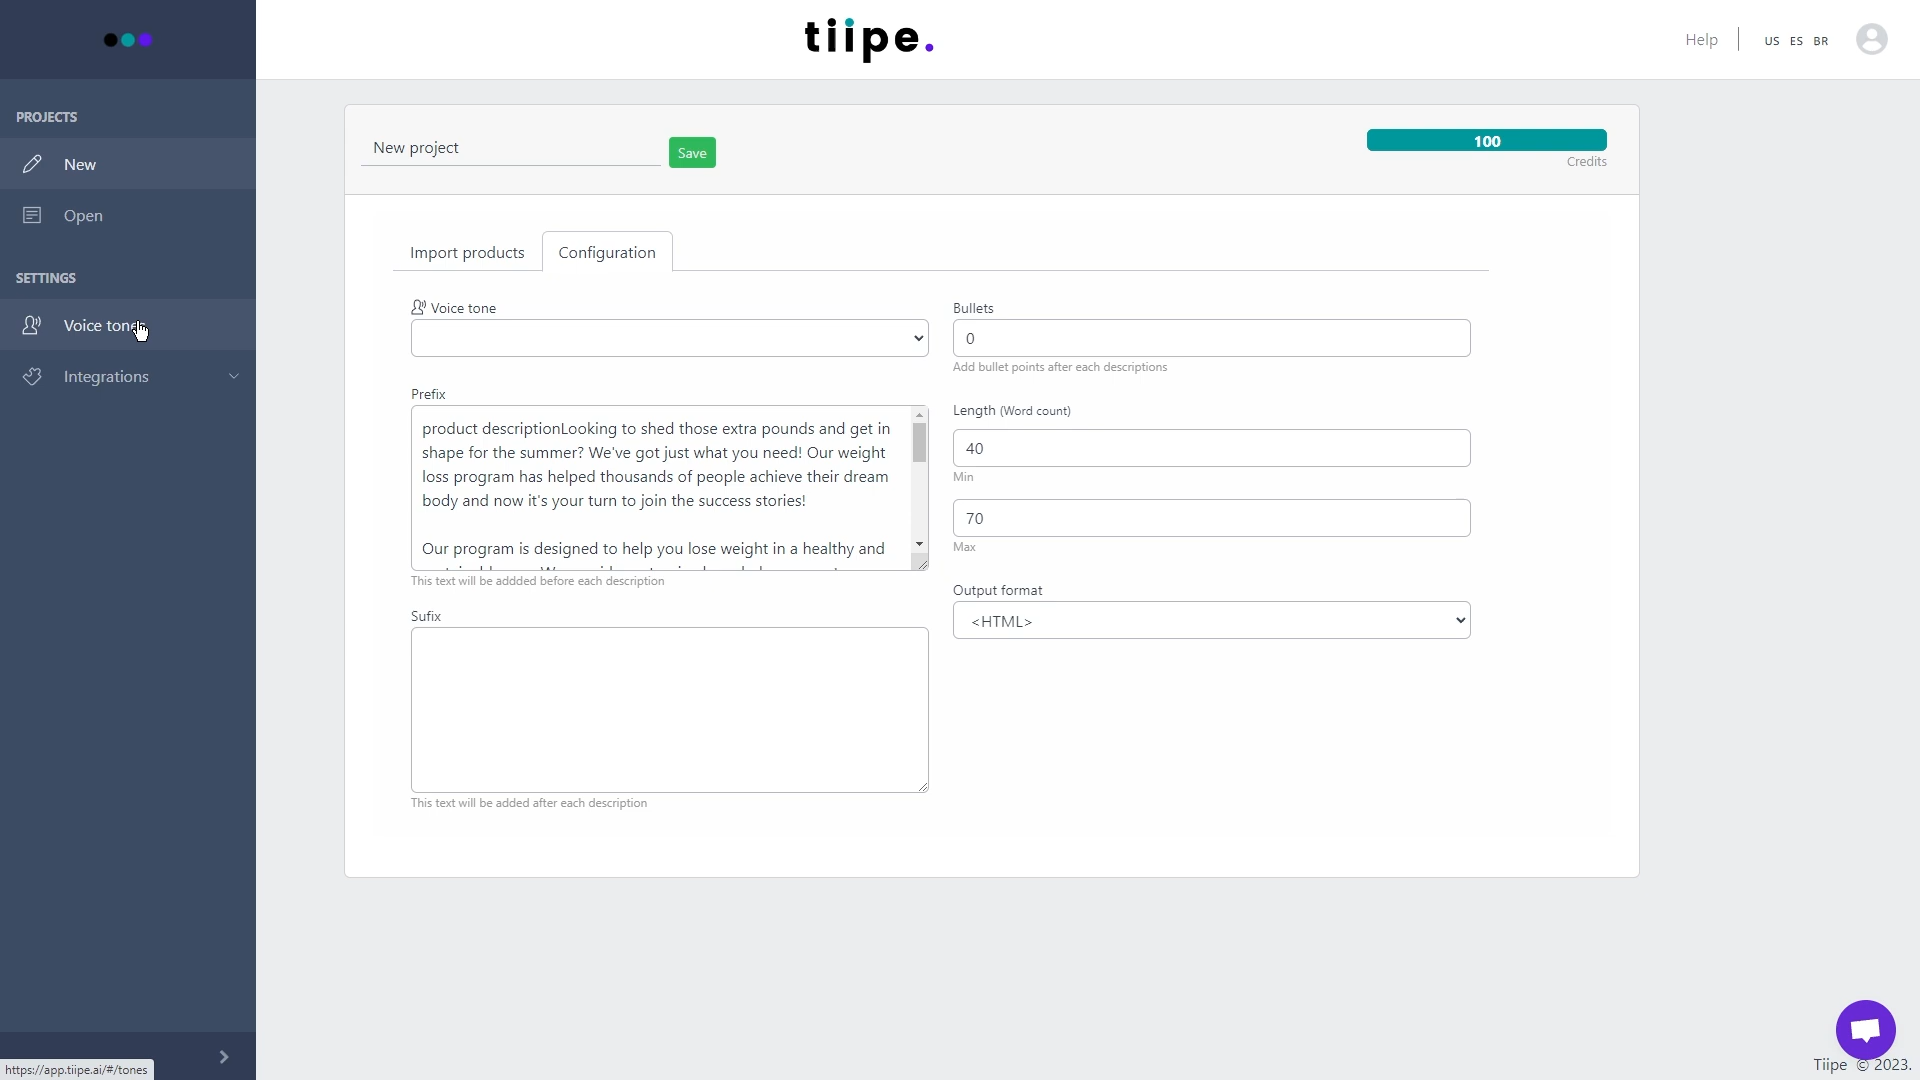 tiipe.
Help
US ES BR
PROJECTS
New
Open
SETTINGS
Voice tone
Integrations
New project
Save
100
Credits
Import products
Configuration
Voice tone
Prefix
product descriptionLooking to shed those extra pounds and get in
shape for the summer? We've got just what you need! Our weight
loss program has helped thousands of people achieve their dream
body and now it's your turn to join the success stories!
Our program is designed to help you lose weight in a healthy and
This text will be addded before each description
Sufix
This text will be added after each description
Bullets
0
Add bullet points after each descriptions
Length (Word count)
40
Min
70
Max
Output format
<HTML>
https://app.tiipe.ai/#/tones
Tiipe © 2023.